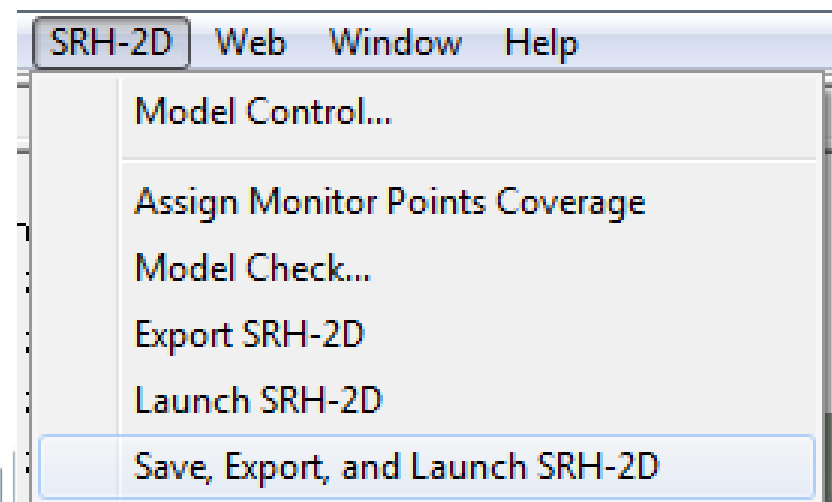 SRH-2D Web Window Help
Model Control...
Assign Monitor Points Coverage
Model Check...
Export SRH-2D
Launch SRH-2D
Save, Export, and Launch SRH-2D